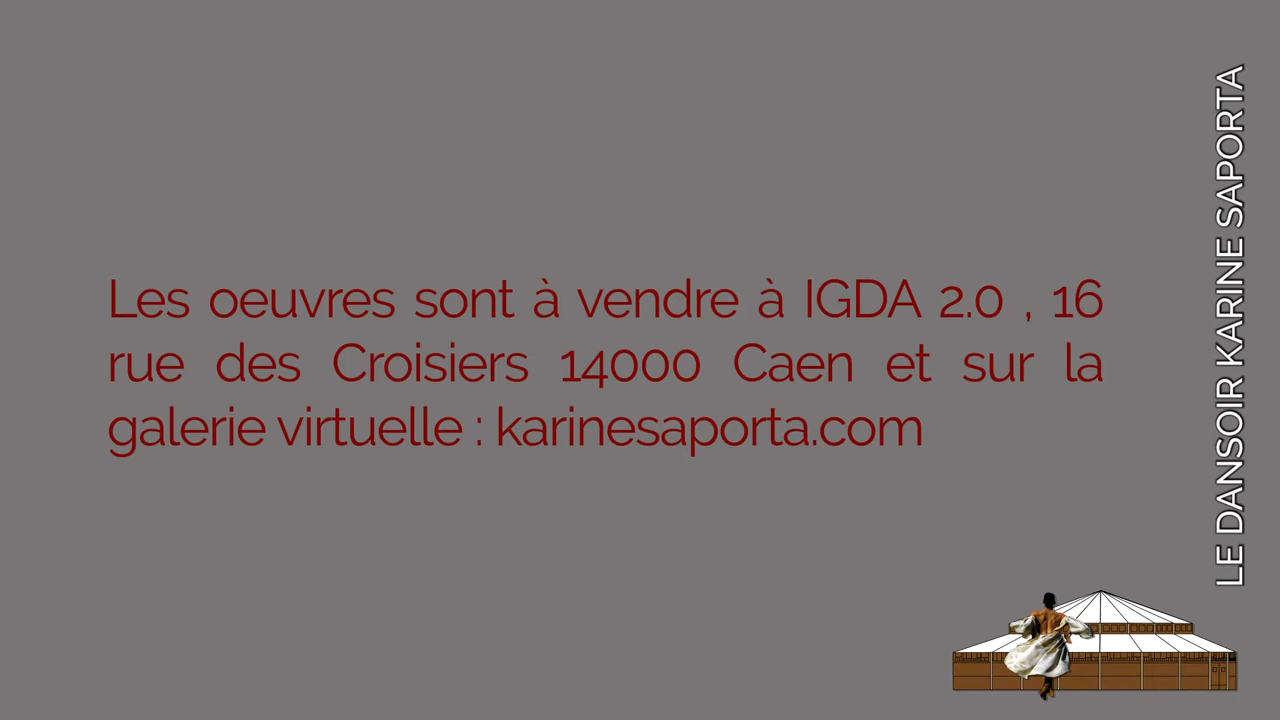 Les oeuvres sont à vendre à IGDA 2.0 , 16
rue des Croisiers 14000 Caen et sur la
galerie virtuelle : karinesaporta.com
LE DANSOIR KARINE SAPORTA